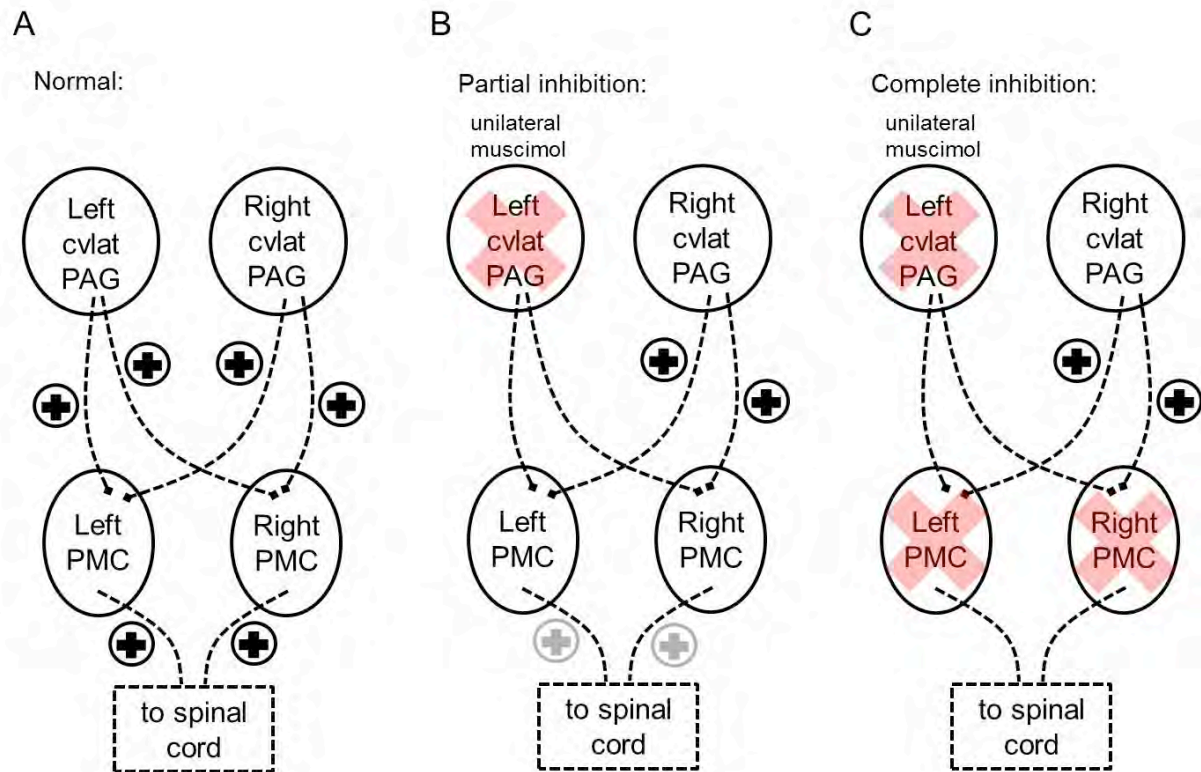 A
Normal:
Left
cvlat
PAG
Right
cvlat
PAG
Left
PMC
Right
PMC
to spinal
cord
B
Partial inhibition:
unilateral
muscimol
Left
cvlat
PAG
Right
cvlat
PAG
Left
PMC
Right
PMC
to spinal
cord
C
Complete inhibition:
unilateral
muscimol
Left
cvlat
PAG
Right
cvlat
PAG
Left
PMC
Right
PMC
to spinal
cord